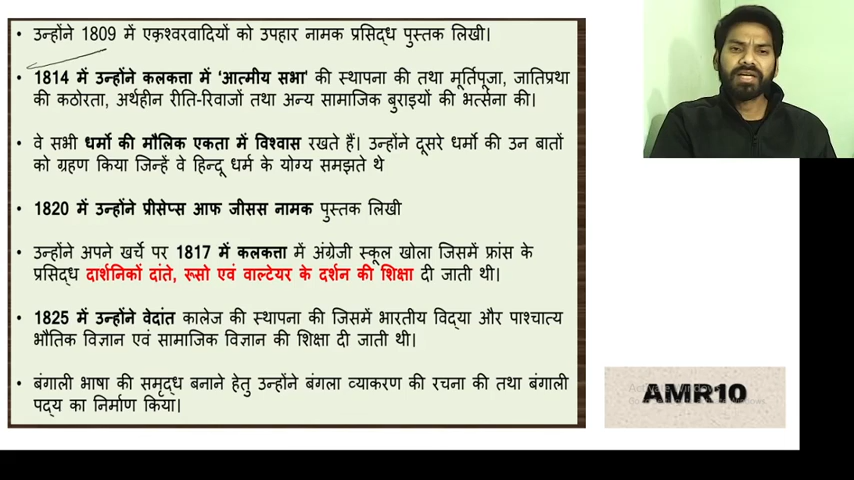 • उन्होंने 1809 में एकश्वरवादियों को उपहार नामक प्रसिद्ध पुस्तक लिखी।
• 1814 में उन्होंने कलकत्ता में 'आत्मीय सभा' की स्थापना की तथा मूर्तिपूजा, जातिप्रथा
की कठोरता, अर्थहीन रीति-रिवाजों तथा अन्य सामाजिक बुराइयों की भर्त्सना की।
• वे सभी धर्मो की मौलिक एकता में विश्वास रखते हैं। उन्होंने दूसरे धर्मो की उन बातों
को ग्रहण किया जिन्हें वे हिन्दू धर्म के योग्य समझते थे
• 1820 में उन्होंने प्रीसेप्स आफ जीसस नामक पुस्तक लिखी
• उन्होंने अपने खर्चे पर 1817 में कलकत्ता में अंग्रेजी स्कूल खोला जिसमें फ्रांस के
प्रसिद्ध दार्शनिकों दांते, रूसो एवं वाल्टेयर के दर्शन की शिक्षा दी जाती थी।
• 1825 में उन्होंने वेदांत कालेज की स्थापना की जिसमें भारतीय विद्या और पाश्चात्य
भौतिक विज्ञान एवं सामाजिक विज्ञान की शिक्षा दी जाती थी।
• बंगाली भाषा की समृद्ध बनाने हेतु उन्होंने बंगला व्याकरण की रचना की तथा बंगाली
पद्य का निर्माण किया।
AMR10